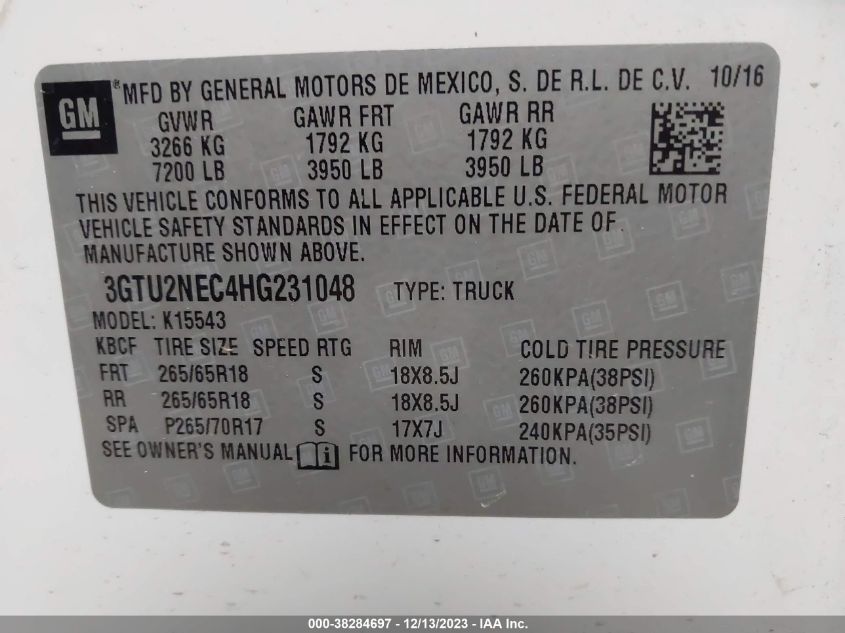 GM ® MFD BY GENERAL MOTORS DE MEXICO, S. DE R.L. DE C.V. 10/16
GVWR GAWR FRT GAWR RR
3266 KG 1792 KG 1792 KG
7200 LB 3950 LB 3950 LB
THIS VEHICLE CONFORMS TO ALL APPLICABLE U.S. FEDERAL MOTOR
VEHICLE SAFETY STANDARDS IN EFFECT ON THE DATE OF
MANUFACTURE SHOWN ABOVE.
3GTU2NEC4HG231048 TYPE: TRUCK
MODEL: K15543
KBCF TIRE SIZE SPEED RTG RIM COLD TIRE PRESSURE
FRT 265/65R18 S 18X8.5J 260KPA(38PSI)
RR 265/65R18 S 18X8.5J 260KPA(38PSI)
SPA P265/70R17 S 17X7J 240KPA(35PSI)
SEE OWNER'S MANUAL i FOR MORE INFORMATION.
000-38284697 - 12/13/2023 - IAA Inc.